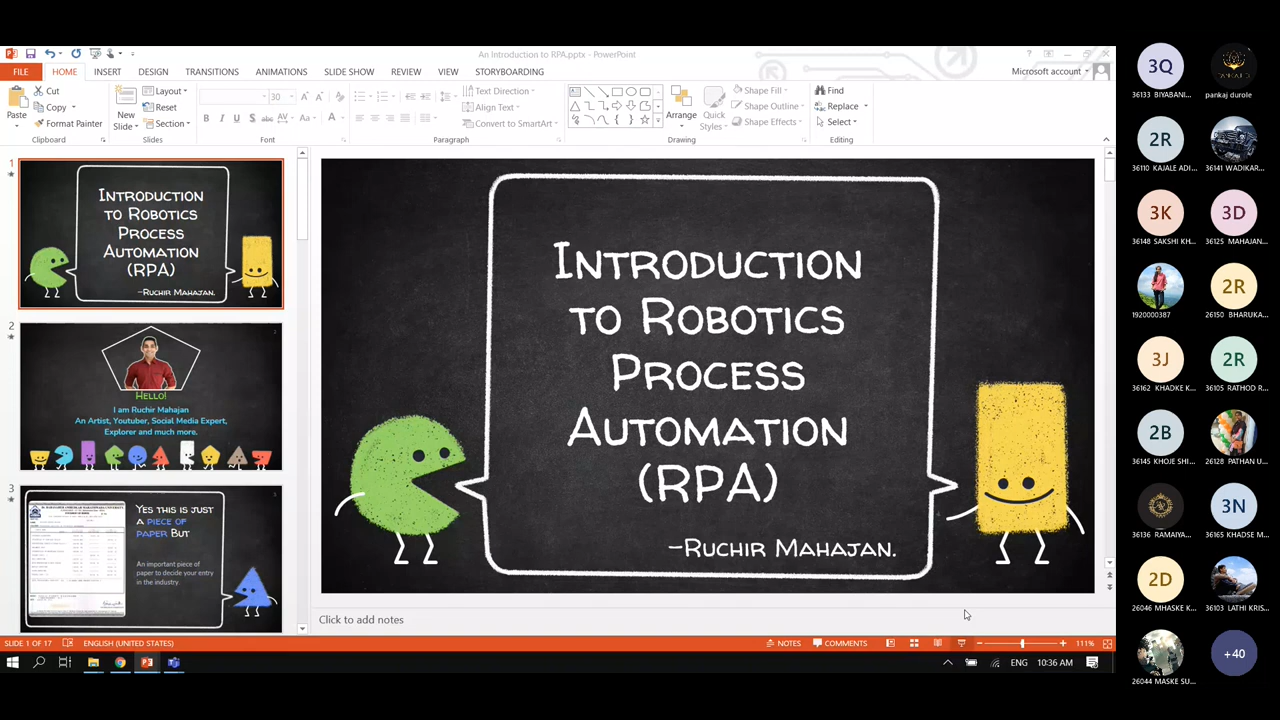 An Introduction to RPA.pptx - PowerPoint
FILE HOME INSERT DESIGN TRANSITIONS ANIMATIONS SLIDE SHOW REVIEW VIEW STORYBOARDING
Microsoft account
Paste
Cut
Copy
Format Painter
Clipboard
New Slide
Layout
Reset
Section
Slides
30
Font
Text Direction
Align Text
Convert to SmartArt
Paragraph
Arrange
Quick Styles
Shape Fill
Shape Outline
Shape Effects
Drawing
Find
Replace
Select
Editing
1
Introduction
to Robotics
Process
Automation
(RPA)
-Ruchir Mahajan.
2
Hello!
I am Ruchir Mahajan
An Artist, Youtuber, Social Media Expert,
Explorer and much more.
3
Yes this is just
a piece of
paper but
An important piece of
paper to decide your entry
in the industry
Introduction
to Robotics
Process
Automation
(RPA)
-Ruchir Mahajan.
Click to add notes
SLIDE 1 OF 17 ENGLISH (UNITED STATES) NOTES COMMENTS 111%
ENG 10:36 AM
3Q
36133 BIYABANI...
pankaj durole
2R
36110 KAJALE ADI...
36141 WADIKAR...
3K
36148 SAKSHI KH...
3D
36125 MAHAJAN...
1920000387
2R
26150 BHARUKA...
3J
36162 KHADKE K...
2R
36105 RATHOD R...
2B
36145 KHOJE SHI...
26128 PATHAN U...
36136 RAMAIYA...
3N
36165 KHADSE M...
2D
26046 MHASKE K...
36103 LATHI KRIS...
26044 MASKE SU...
+40